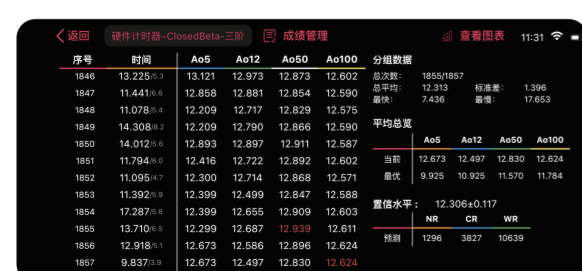 返回 硬件计时器-ClosedBeta-三阶 成绩管理 查看图表 11:31
序号 时间 Ao5 Ao12 Ao50 Ao100
1846 13.225/5.3 13.121 12.973 12.873 12.602
1847 11.441/6.6 12.858 12.881 12.854 12.590
1848 11.078/5.4 12.209 12.717 12.829 12.575
1849 14.308/8.2 12.209 12.790 12.866 12.590
1850 14.012/5.6 12.893 12.897 12.911 12.587
1851 11.794/6.0 12.416 12.722 12.892 12.602
1852 11.095/4.7 12.300 12.714 12.868 12.571
1853 11.392/5.9 12.399 12.499 12.847 12.588
1854 17.287/5.6 12.399 12.655 12.909 12.603
1855 13.710/6.5 12.299 12.687 12.939 12.611
1856 12.918/5.1 12.673 12.586 12.896 12.624
1857 9.837/3.9 12.673 12.497 12.830 12.624
分组数据
总次数: 1855/1857
总平均: 12.313 标准差: 1.396
最快: 7.436 最慢: 17.653
平均总览
Ao5 Ao12 Ao50 Ao100
当前 12.673 12.497 12.830 12.624
最优 9.925 10.925 11.570 11.784
置信水平: 12.306±0.117
NR CR WR
预测 1296 3827 10639